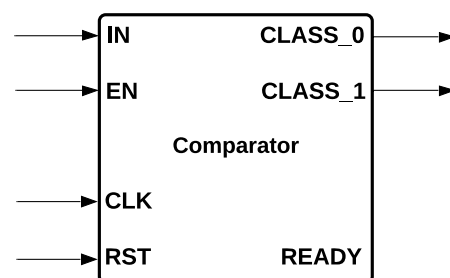 IN CLASS_0
EN CLASS_1
Comparator
CLK
RST READY